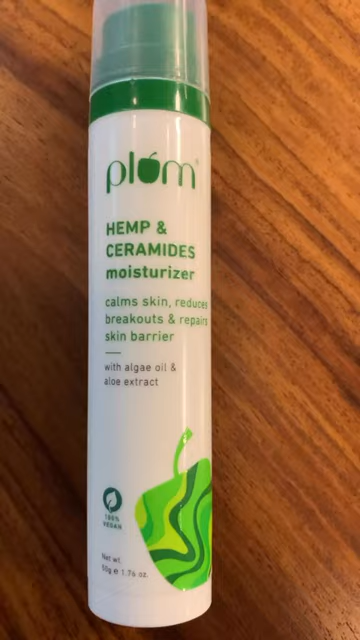 plum
HEMP &
CERAMIDES
moisturizer
calms skin, reduces
breakouts & repairs
skin barrier
with algae oil &
aloe extract
100%
VEGAN
Net wt.
50g e 1.76 oz.